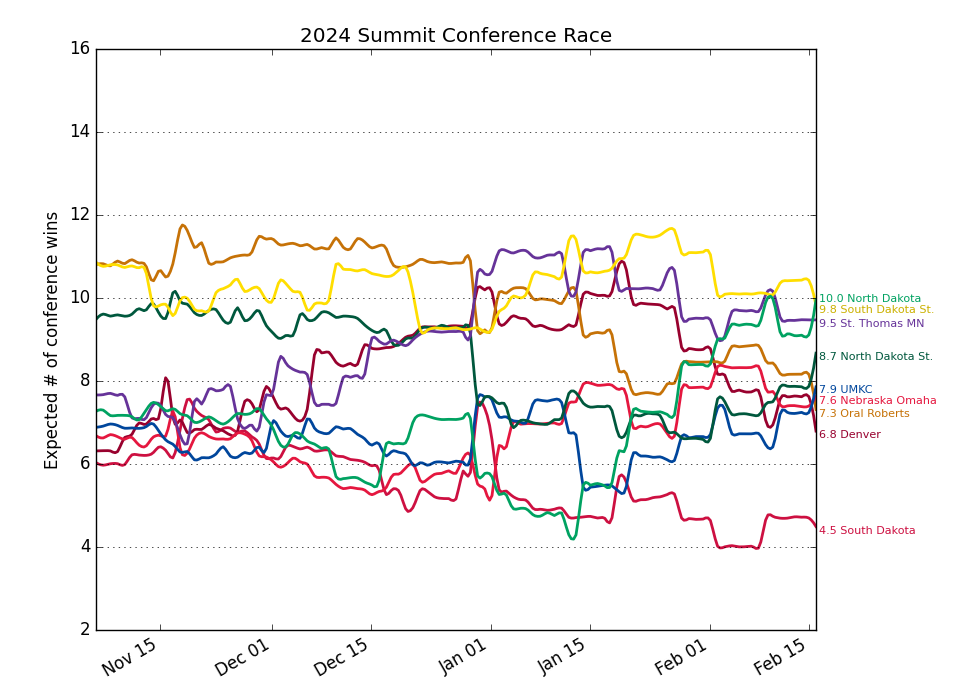 2024 Summit Conference Race
Expected # of conference wins
16
14
12
10
8
6
4
2
10.0 North Dakota
9.8 South Dakota St.
9.5 St. Thomas MN
8.7 North Dakota St.
7.9 UMKC
7.6 Nebraska Omaha
7.3 Oral Roberts
6.8 Denver
4.5 South Dakota
Nov 15
Dec 01
Dec 15
Jan 01
Jan 15
Feb 01
Feb 15